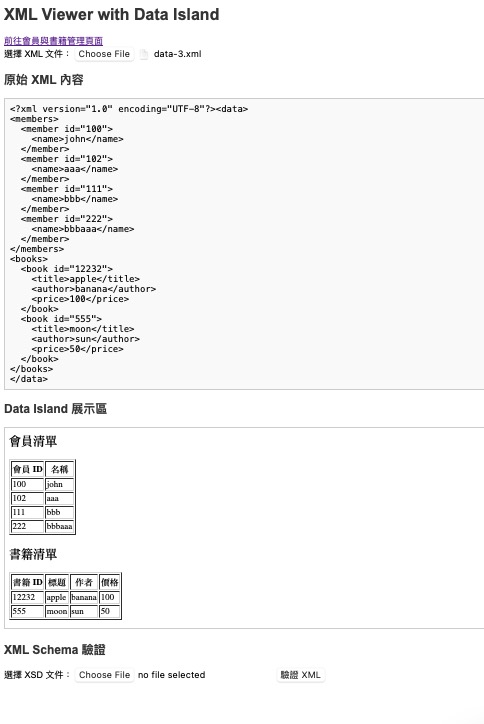 XML Viewer with Data Island
前往會員與書籍管理頁面
選擇 XML 文件： Choose File data-3.xml
原始 XML 內容
<?xml version="1.0" encoding="UTF-8"?><data>
<members>
  <member id="100">
    <name>john</name>
  </member>
  <member id="102">
    <name>aaa</name>
  </member>
  <member id="111">
    <name>bbb</name>
  </member>
  <member id="222">
    <name>bbbaaa</name>
  </member>
</members>
<books>
  <book id="12232">
    <title>apple</title>
    <author>banana</author>
    <price>100</price>
  </book>
  <book id="555">
    <title>moon</title>
    <author>sun</author>
    <price>50</price>
  </book>
</books>
</data>
Data Island 展示區
會員清單
會員 ID 名稱
100 john
102 aaa
111 bbb
222 bbbaaa
書籍清單
書籍 ID 標題 作者 價格
12232 apple banana 100
555 moon sun 50
XML Schema 驗證
選擇 XSD 文件： Choose File no file selected 驗證 XML